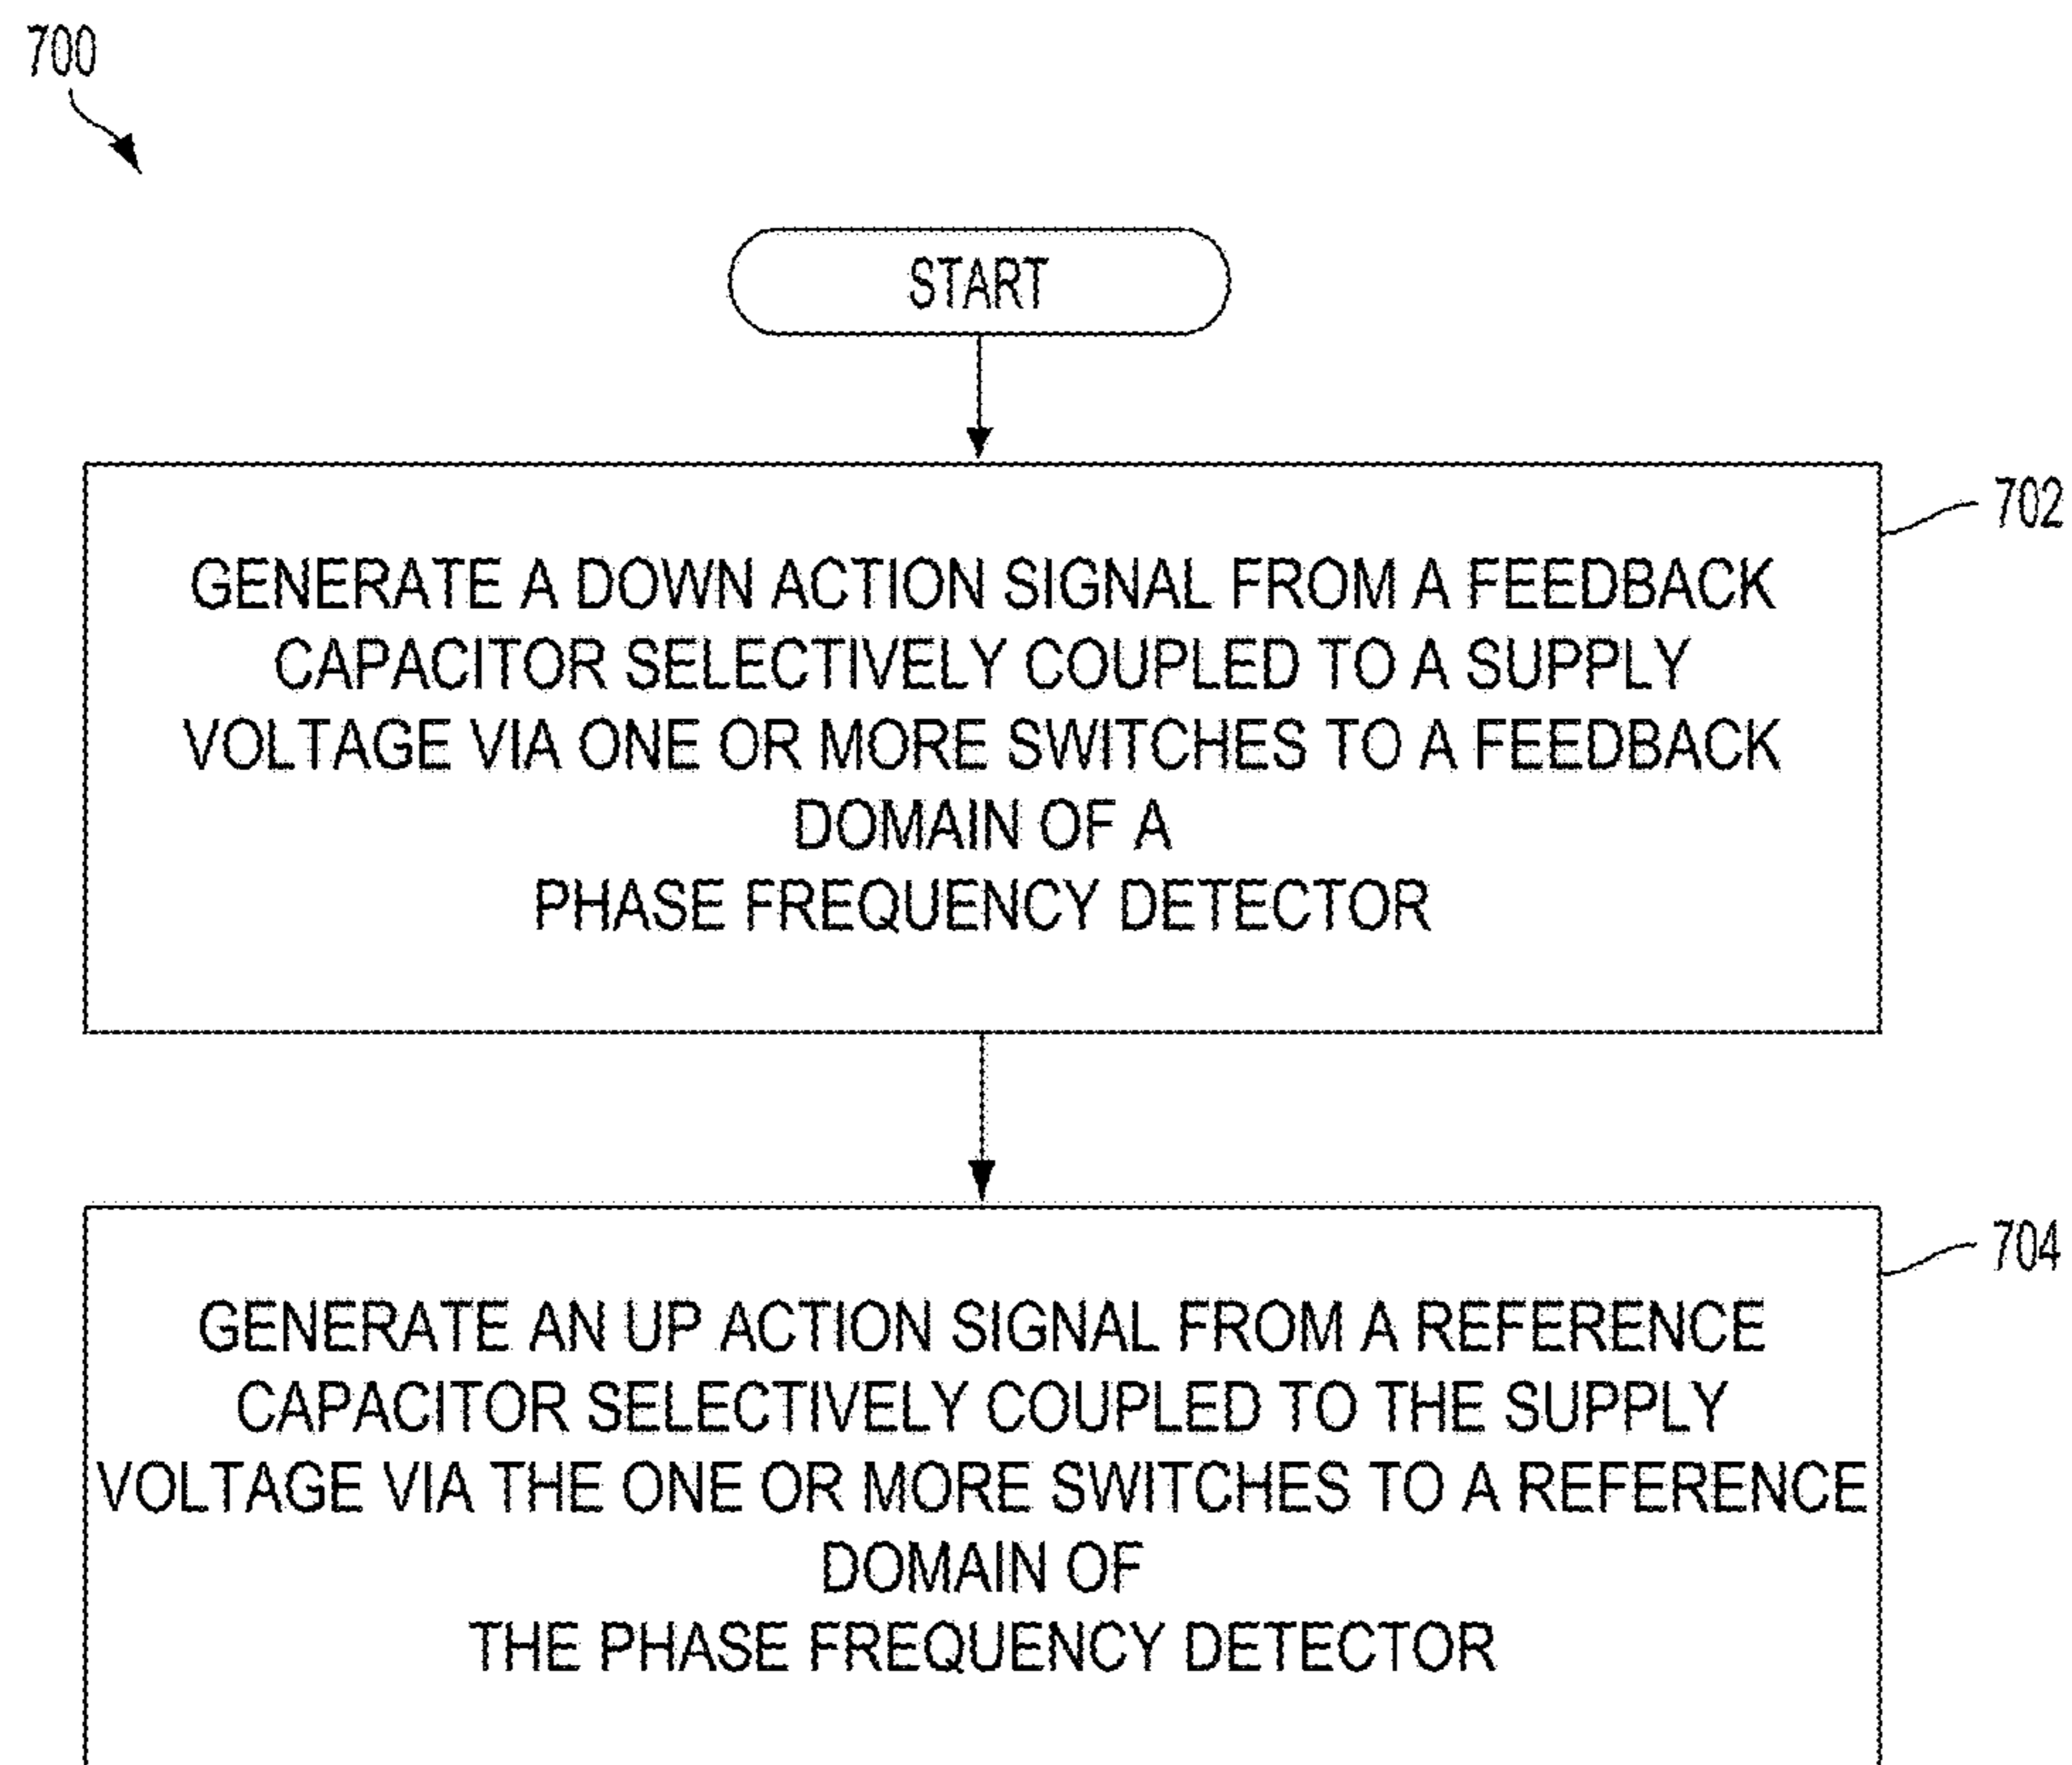 700
START
702
GENERATE A DOWN ACTION SIGNAL FROM A FEEDBACK
CAPACITOR SELECTIVELY COUPLED TO A SUPPLY
VOLTAGE VIA ONE OR MORE SWITCHES TO A FEEDBACK
DOMAIN OF A
PHASE FREQUENCY DETECTOR
704
GENERATE AN UP ACTION SIGNAL FROM A REFERENCE
CAPACITOR SELECTIVELY COUPLED TO THE SUPPLY
VOLTAGE VIA THE ONE OR MORE SWITCHES TO A REFERENCE
DOMAIN OF
THE PHASE FREQUENCY DETECTOR